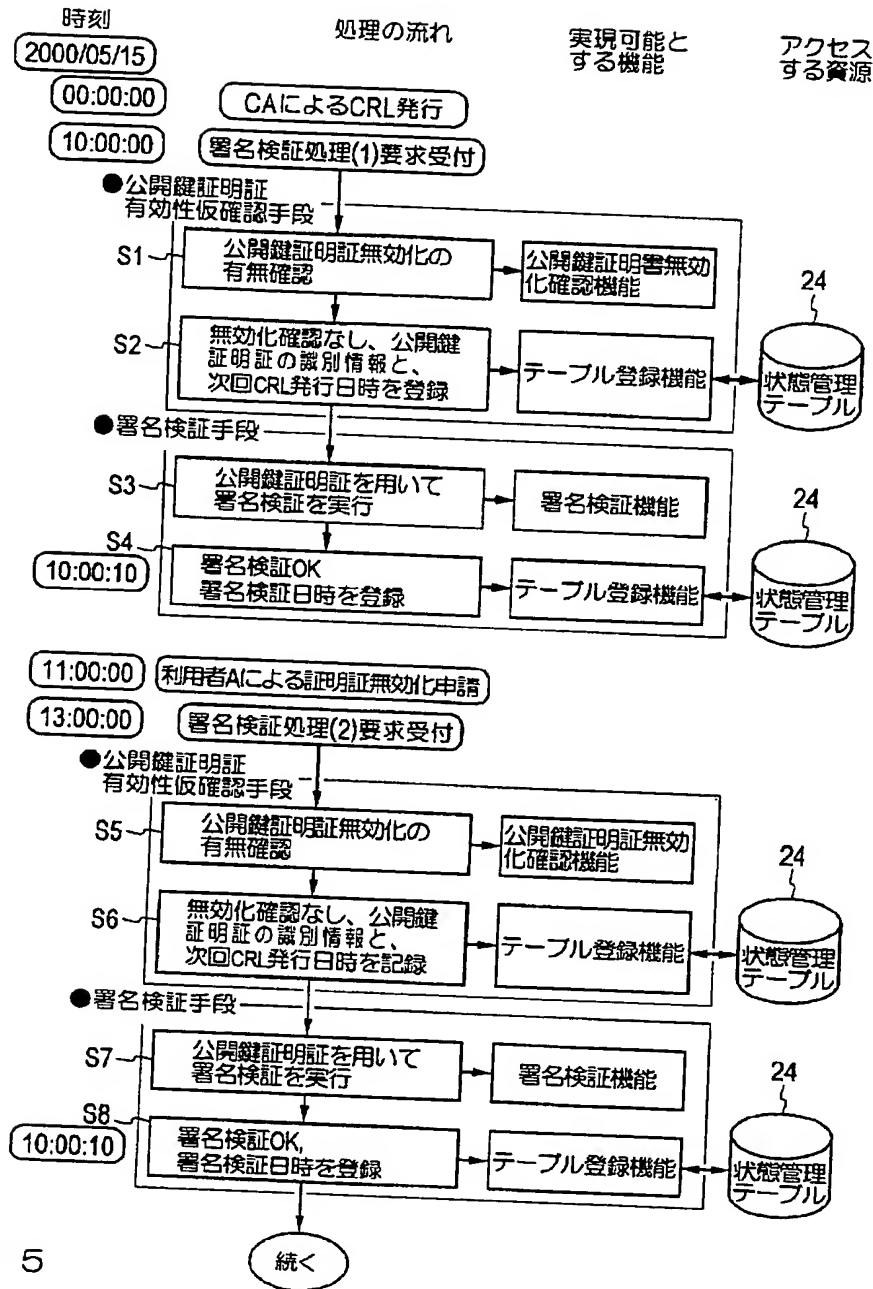 時刻
処理の流れ
実現可能と
する機能
アクセス
する資源
2000/05/15
00:00:00
CAによるCRL発行
10:00:00
署名検証処理(1)要求受付
●公開鍵証明証
有効性仮確認手段
S1
公開鍵証明証無効化の
有無確認
公開鍵証明書無効
化確認機能
24
S2
無効化確認なし、公開鍵
証明証の識別情報と、
次回CRL発行日時を登録
テーブル登録機能
状態管理
テーブル
●署名検証手段
S3
公開鍵証明証を用いて
署名検証を実行
署名検証機能
24
S4
10:00:10
署名検証OK
署名検証日時を登録
テーブル登録機能
状態管理
テーブル
11:00:00
利用者Aによる証明証無効化申請
13:00:00
署名検証処理(2)要求受付
●公開鍵証明証
有効性仮確認手段
S5
公開鍵証明証無効化の
有無確認
公開鍵証明証無効
化確認機能
24
S6
無効化確認なし、公開鍵
証明証の識別情報と、
次回CRL発行日時を記録
テーブル登録機能
状態管理
テーブル
●署名検証手段
S7
公開鍵証明証を用いて
署名検証を実行
署名検証機能
24
S8
10:00:10
署名検証OK,
署名検証日時を登録
テーブル登録機能
状態管理
テーブル
5
続く